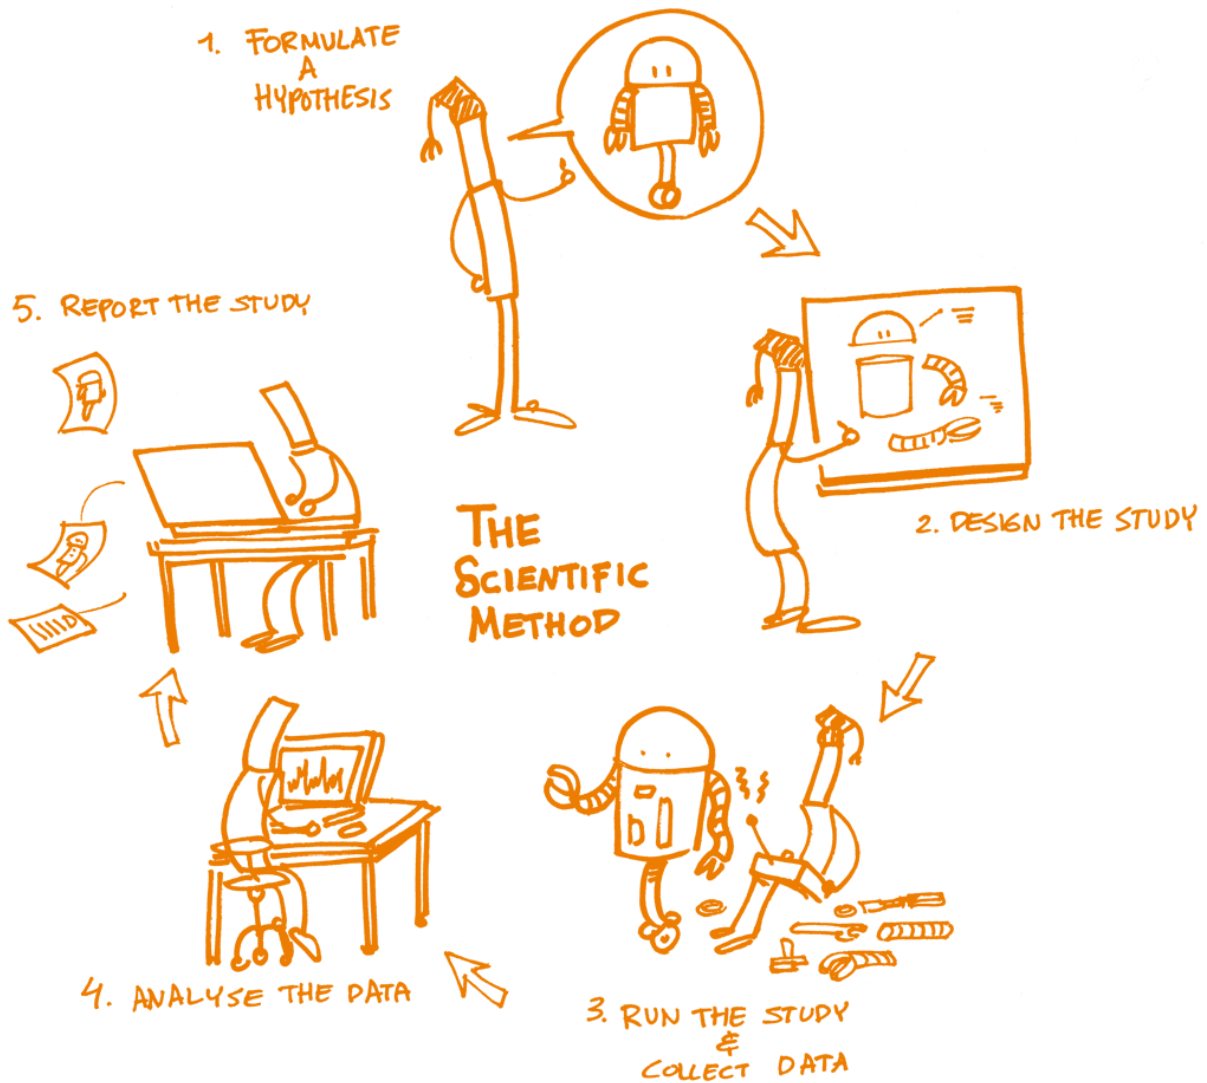 1. FORMULATE
A
HYPOTHESIS
2. DESIGN THE STUDY
3. RUN THE STUDY
&
COLLECT DATA
4. ANALYSE THE DATA
5. REPORT THE STUDY
THE
SCIENTIFIC
METHOD